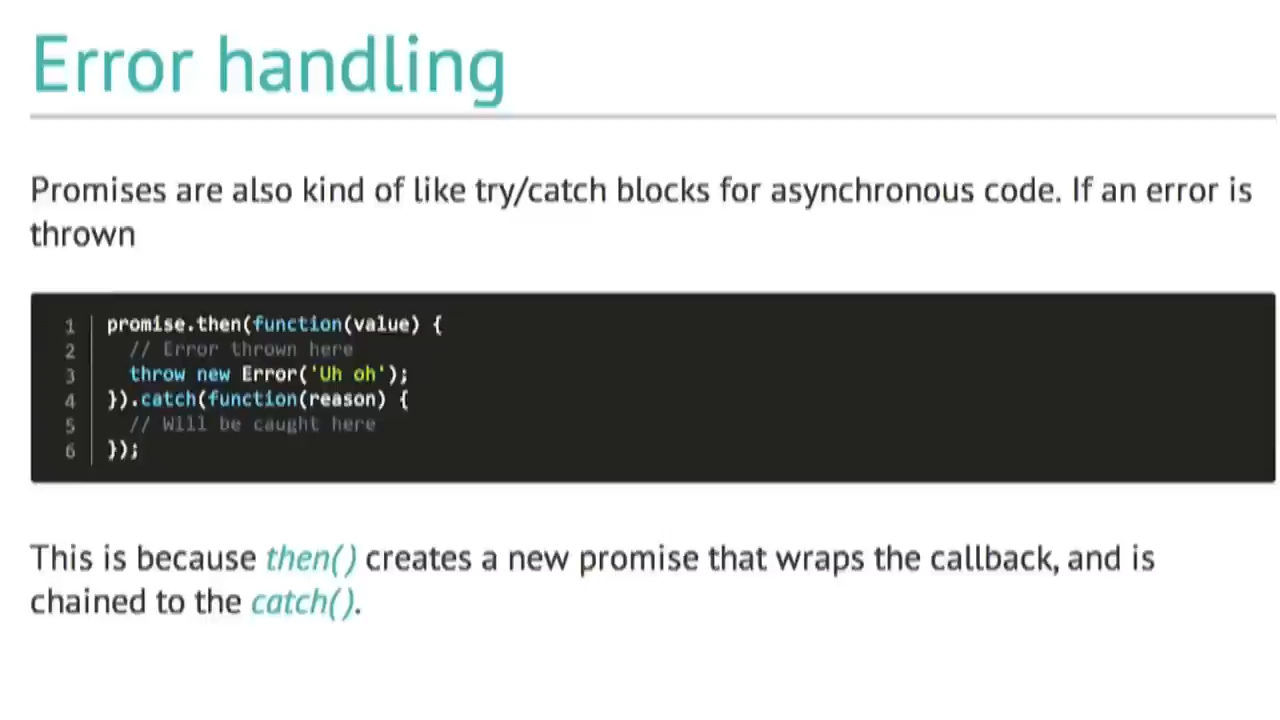 Error handling
Promises are also kind of like try/catch blocks for asynchronous code. If an error is
thrown
1 promise.then(function(value) {
2 // Error thrown here
3 throw new Error('Uh oh');
4 }).catch(function(reason) {
5 // Will be caught here
6 });
This is because then() creates a new promise that wraps the callback, and is
chained to the catch().